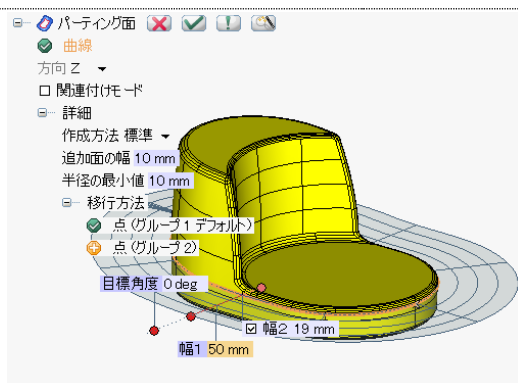 パーティング面
曲線
方向 Z
関連付けモード
詳細
作成方法 標準
追加面の幅 10 mm
半径の最小値 10 mm
移行方法
点 (グループ1 デフォルト)
点 (グループ2)
目標角度 0 deg
幅2 19 mm
幅1 50 mm